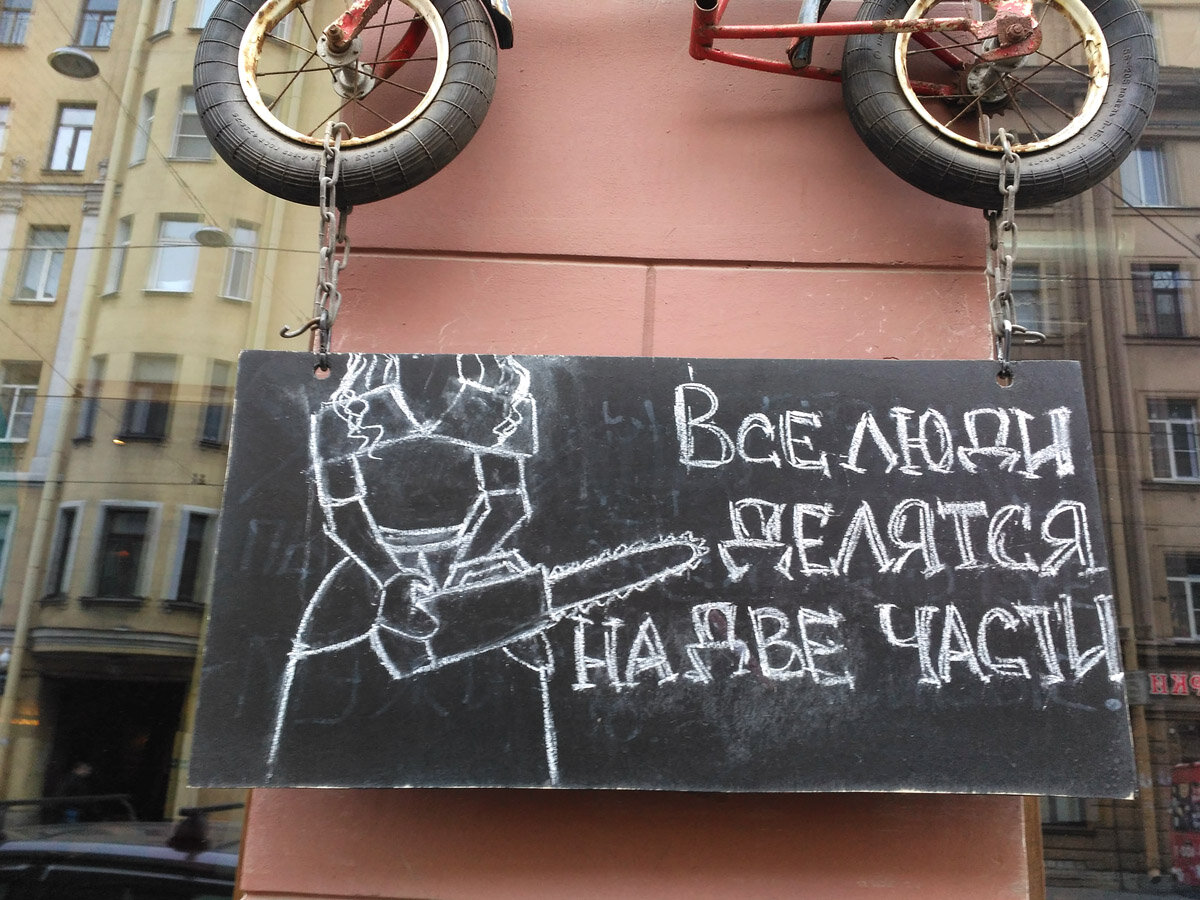 Все люди
делятся
на две части